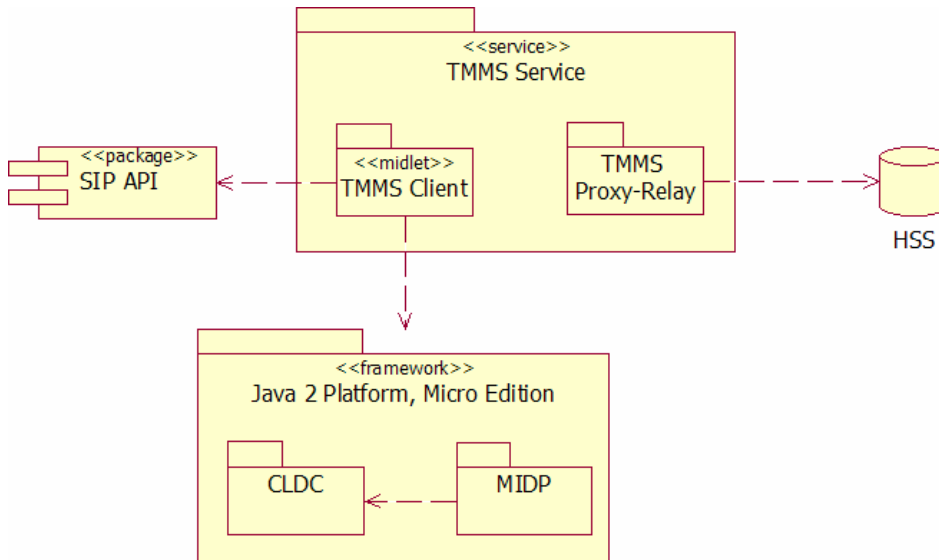 <<service>>
TMMS Service
<<package>>
SIP API
<<midlet>>
TMMS Client
TMMS
Proxy-Relay
HSS
<<framework>>
Java 2 Platform, Micro Edition
CLDC
MIDP